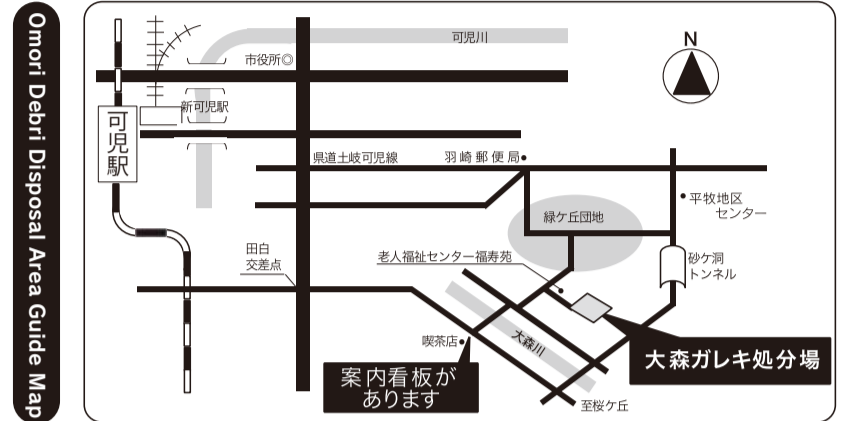 Omori Debri Disposal Area Guide Map
可児川
N
市役所◎
新可児駅
可児駅
県道土岐可児線
羽崎郵便局
平牧地区
センター
緑ケ丘団地
田白
交差点
老人福祉センター福寿苑
砂ケ洞
トンネル
喫茶店
大森川
大森ガレキ処分場
案内看板が
あります
至桜ケ丘